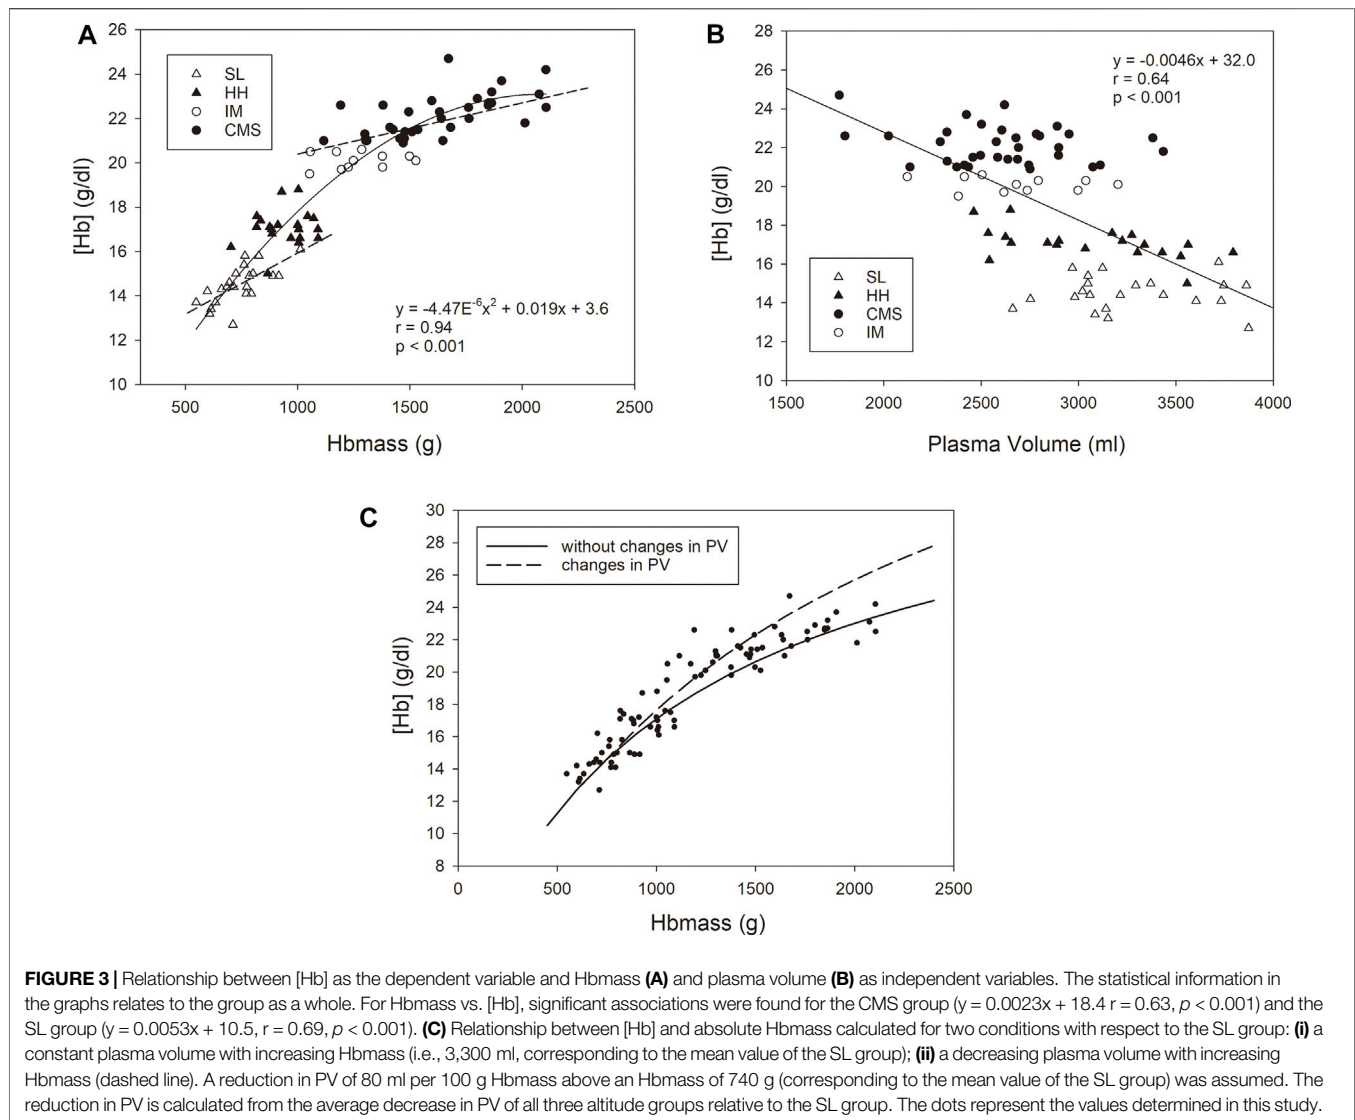 A
26
24
22
20
18
16
14
12
10
[Hb] (g/dl)
SL
HH
IM
CMS
y = -4.47E⁻⁶x² + 0.019x + 3.6
r = 0.94
p < 0.001
500 1000 1500 2000 2500
Hbmass (g)
B
28
26
24
22
20
18
16
14
12
10
[Hb] (g/dl)
y = -0.0046x + 32.0
r = 0.64
p < 0.001
SL
HH
CMS
IM
1500 2000 2500 3000 3500 4000
Plasma Volume (ml)
C
30
28
26
24
22
20
18
16
14
12
10
8
[Hb] (g/dl)
without changes in PV
changes in PV
0 500 1000 1500 2000 2500
Hbmass (g)
FIGURE 3 | Relationship between [Hb] as the dependent variable and Hbmass (A) and plasma volume (B) as independent variables. The statistical information in
the graphs relates to the group as a whole. For Hbmass vs. [Hb], significant associations were found for the CMS group (y = 0.0023x + 18.4 r = 0.63, p < 0.001) and the
SL group (y = 0.0053x + 10.5, r = 0.69, p < 0.001). (C) Relationship between [Hb] and absolute Hbmass calculated for two conditions with respect to the SL group: (i) a
constant plasma volume with increasing Hbmass (i.e., 3,300 ml, corresponding to the mean value of the SL group); (ii) a decreasing plasma volume with increasing
Hbmass (dashed line). A reduction in PV of 80 ml per 100 g Hbmass above an Hbmass of 740 g (corresponding to the mean value of the SL group) was assumed. The
reduction in PV is calculated from the average decrease in PV of all three altitude groups relative to the SL group. The dots represent the values determined in this study.